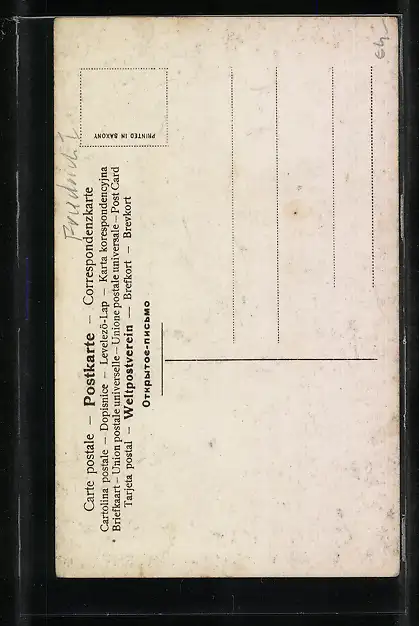 Carte postale – Postkarte – Correspondenzkarte
Cartolina postale – Dopisnice – Levelező-Lap – Karta korespondencyjna
Briefkaart – Union postale universelle – Unione postale universale – Post Card
Tarjeta postal – Weltpostverein – Brefkort – Brevkort
Открытое-письмо
PRINTED IN SAXONY